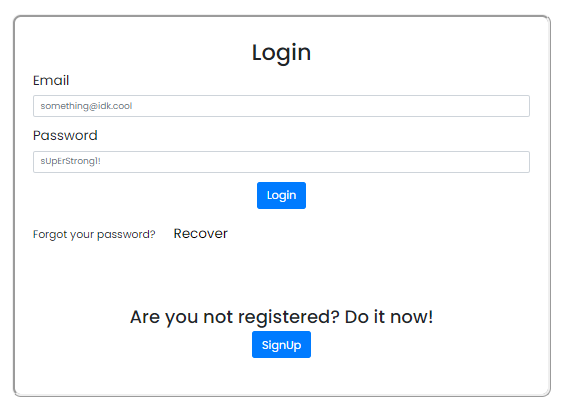 Login
Email
something@idk.cool
Password
sUpErStrong1!
Login
Forgot your password? Recover
Are you not registered? Do it now!
SignUp